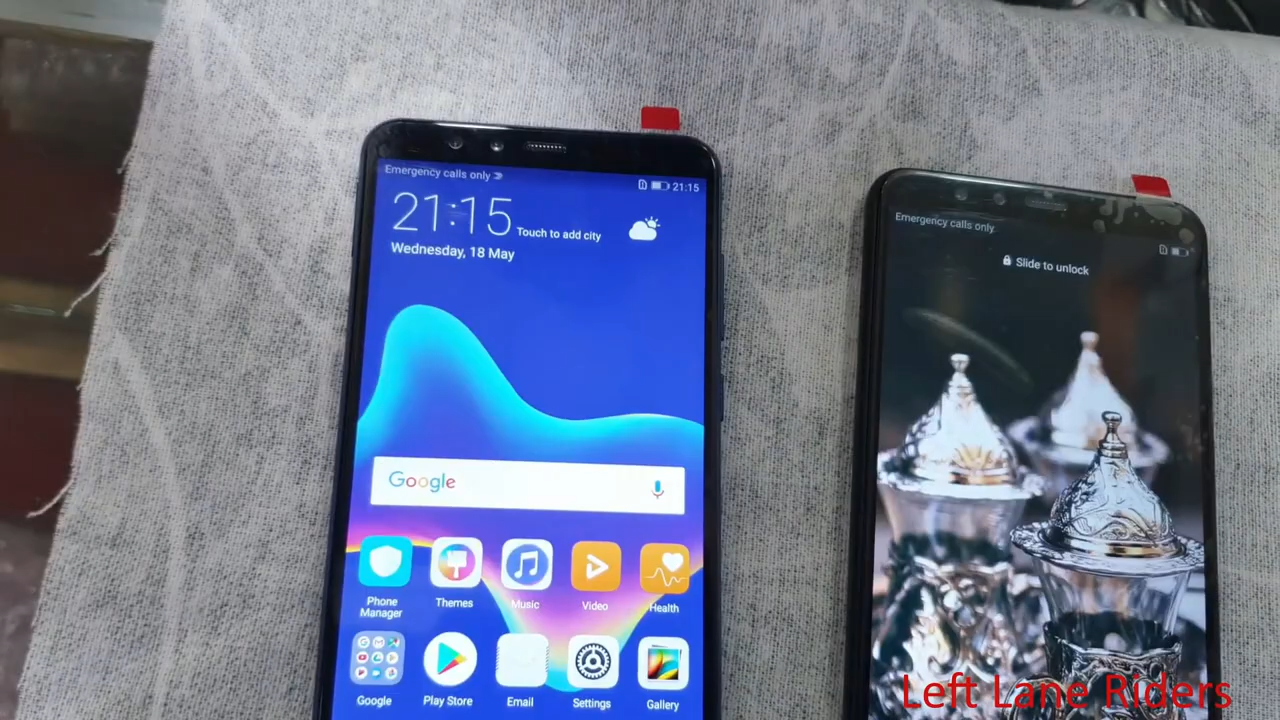 Emergency calls only
21:15
21:15
Touch to add city
Wednesday, 18 May
Google
Phone Manager
Themes
Music
Video
Health
Google
Play Store
Email
Settings
Gallery
Emergency calls only
Slide to unlock
Left Lane Riders